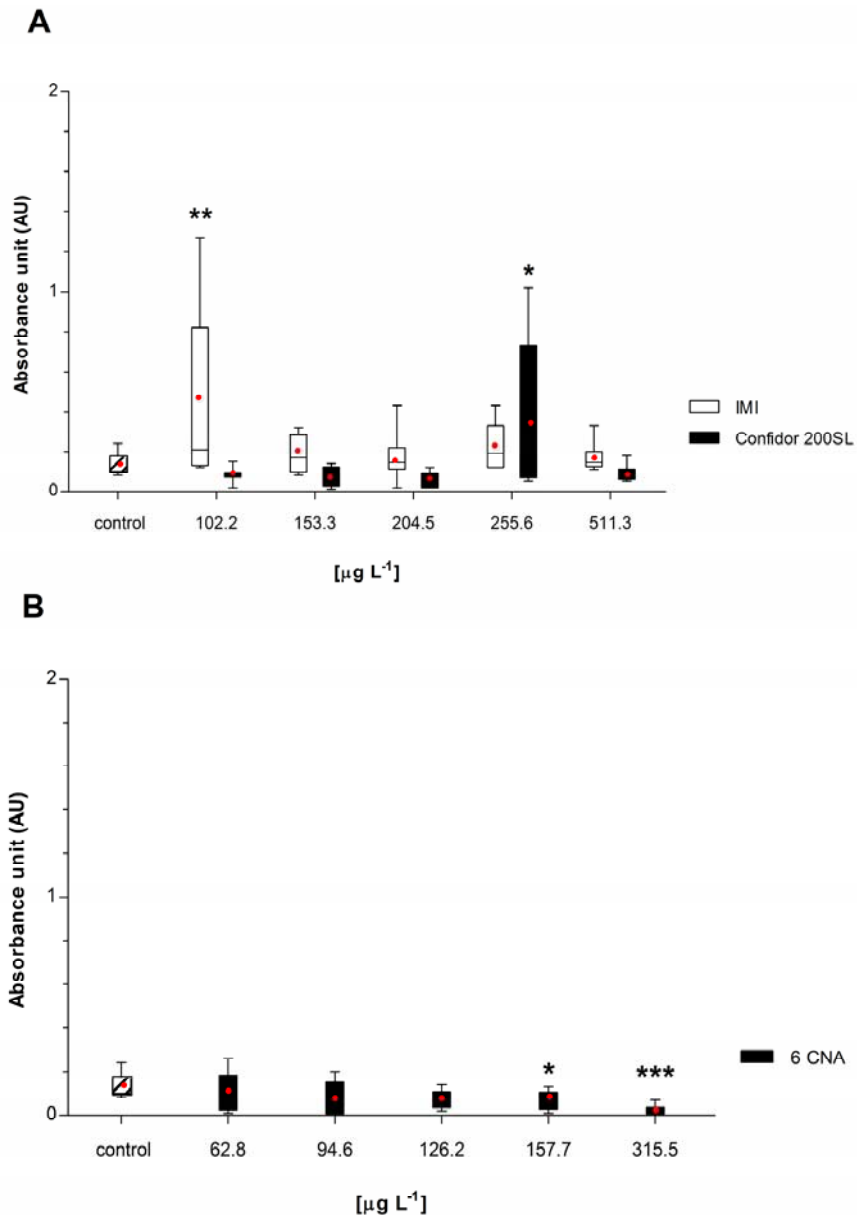 A
2
Absorbance unit (AU)
**
*
1
IMI
Confidor 200SL
0
control 102.2 153.3 204.5 255.6 511.3
[µg L⁻¹]
B
2
Absorbance unit (AU)
1
6 CNA
* ***
0
control 62.8 94.6 126.2 157.7 315.5
[µg L⁻¹]